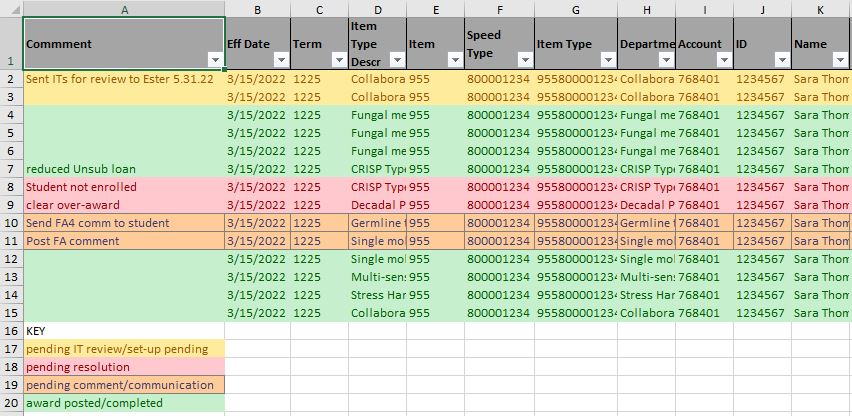 A B C D E F G H I J K
1 Commment Eff Date Term Item Type Descr Item Speed Type Item Type Departme Account ID Name
2 Sent ITs for review to Ester 5.31.22 3/15/2022 1225 Collabora 955 800001234 95580000123 Collabora 768401 1234567 Sara Thom
3 3/15/2022 1225 Collabora 955 800001234 95580000123 Collabora 768401 1234567 Sara Thom
4 3/15/2022 1225 Fungal me 955 800001234 95580000123 Fungal me 768401 1234567 Sara Thom
5 3/15/2022 1225 Fungal me 955 800001234 95580000123 Fungal me 768401 1234567 Sara Thom
6 3/15/2022 1225 Fungal me 955 800001234 95580000123 Fungal me 768401 1234567 Sara Thom
7 reduced Unsub loan 3/15/2022 1225 CRISP Type 955 800001234 95580000123 CRISP Type 768401 1234567 Sara Thom
8 Student not enrolled 3/15/2022 1225 CRISP Type 955 800001234 95580000123 CRISP Type 768401 1234567 Sara Thom
9 clear over-award 3/15/2022 1225 Decadal P 955 800001234 95580000123 Decadal P 768401 1234567 Sara Thom
10 Send FA4 comm to student 3/15/2022 1225 Germline 955 800001234 95580000123 Germline 768401 1234567 Sara Thom
11 Post FA comment 3/15/2022 1225 Single mol 955 800001234 95580000123 Single mol 768401 1234567 Sara Thom
12 3/15/2022 1225 Single mol 955 800001234 95580000123 Single mol 768401 1234567 Sara Thom
13 3/15/2022 1225 Multi-sens 955 800001234 95580000123 Multi-sens 768401 1234567 Sara Thom
14 3/15/2022 1225 Stress Har 955 800001234 95580000123 Stress Har 768401 1234567 Sara Thom
15 3/15/2022 1225 Collabora 955 800001234 95580000123 Collabora 768401 1234567 Sara Thom
16 KEY
17 pending IT review/set-up pending
18 pending resolution
19 pending comment/communication
20 award posted/completed